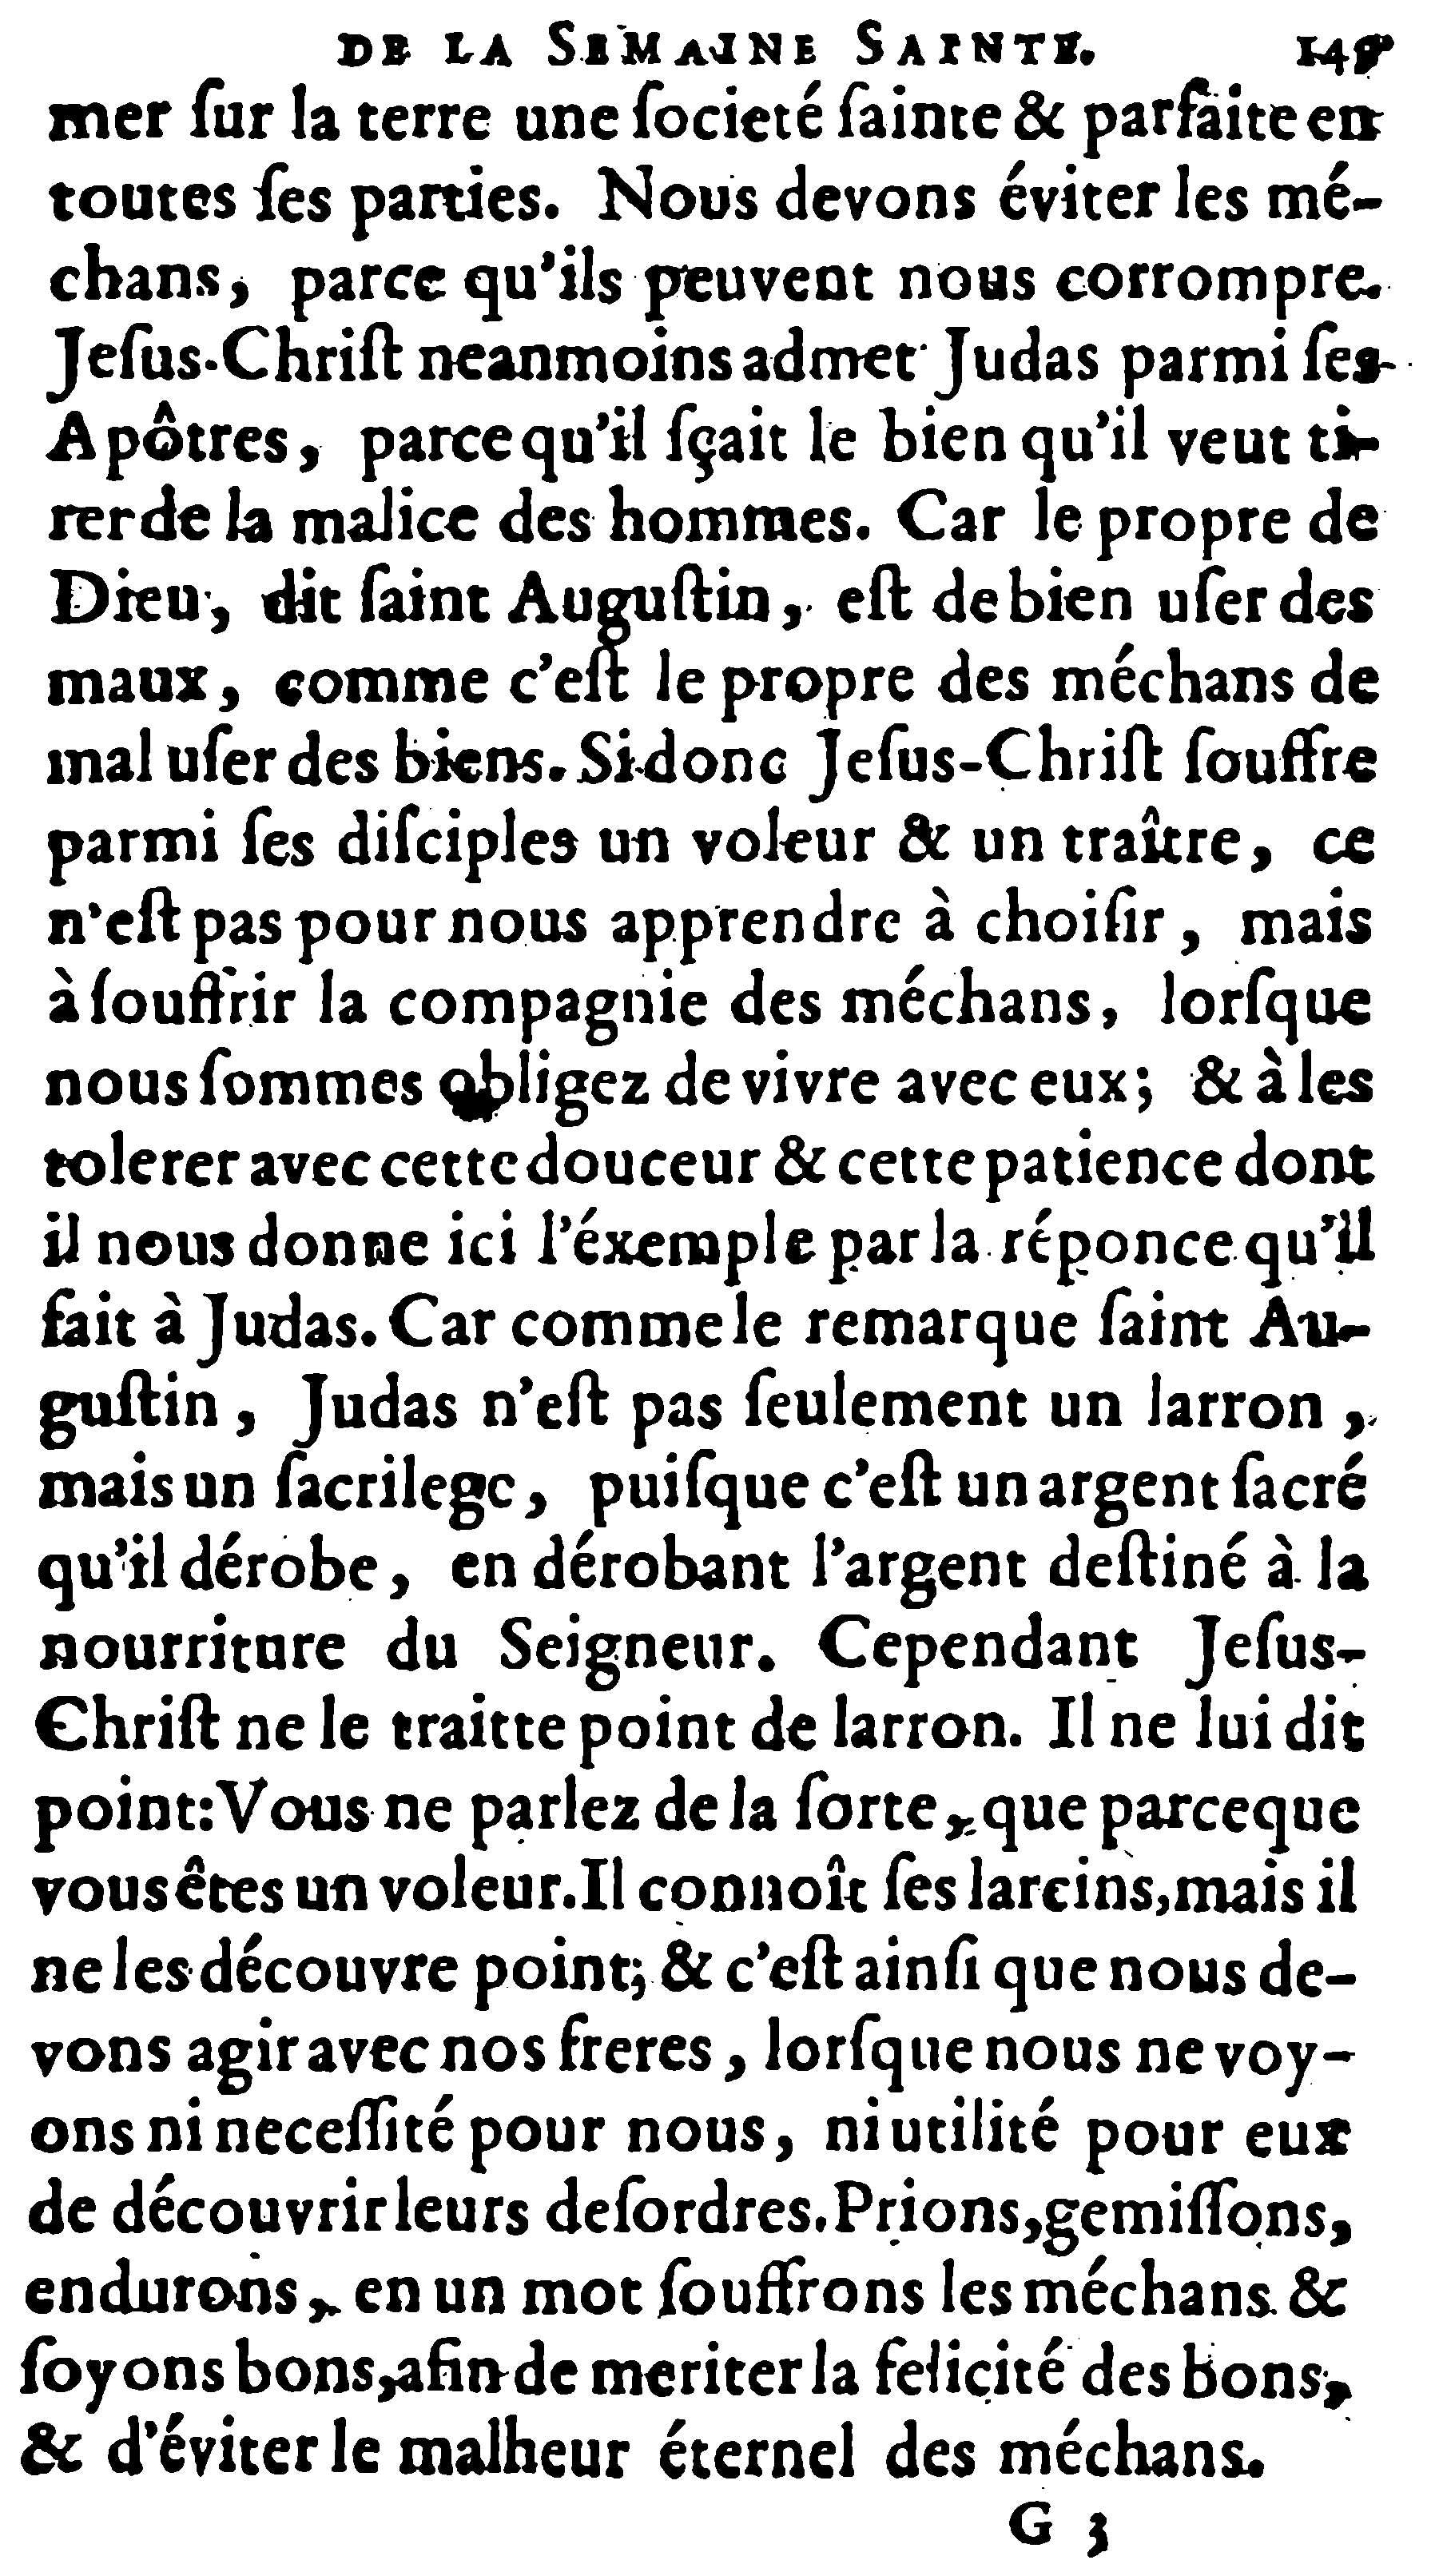 DE LA SEMAINE SAINTE. 149
mer ſur la terre une ſocieté ſainte & parfaite en
toutes ſes parties. Nous devons éviter les mé-
chans, parce qu'ils peuvent nous corrompre.
Jeſus-Chriſt neanmoins admet Judas parmi ſes
Apôtres, parce qu'il ſçait le bien qu'il veut ti-
rer de la malice des hommes. Car le propre de
Dieu, dit ſaint Auguſtin, eſt de bien uſer des
maux, comme c'eſt le propre des méchans de
mal uſer des biens. Si donc Jeſus-Chriſt ſouffre
parmi ſes diſciples un voleur & un traître, ce
n'eſt pas pour nous apprendre à choiſir, mais
à ſouffrir la compagnie des méchans, lorſque
nous ſommes obligez de vivre avec eux; & à les
tolerer avec cette douceur & cette patience dont
il nous donne ici l'éxemple par la réponce qu'il
fait à Judas. Car comme le remarque ſaint Au-
guſtin, Judas n'eſt pas ſeulement un larron,
mais un ſacrilege, puiſque c'eſt un argent ſacré
qu'il dérobe, en dérobant l'argent deſtiné à la
nourriture du Seigneur. Cependant Jeſus-
Chriſt ne le traitte point de larron. Il ne lui dit
point: Vous ne parlez de la ſorte, que parceque
vous êtes un voleur. Il connoît ſes larcins, mais il
ne les découvre point; & c'eſt ainſi que nous de-
vons agir avec nos freres, lorſque nous ne voy-
ons ni neceſſité pour nous, ni utilité pour eux
de découvrir leurs deſordres. Prions, gemiſſons,
endurons, en un mot ſouffrons les méchans &
ſoyons bons, afin de meriter la felicité des bons,
& d'éviter le malheur éternel des méchans.
G 3